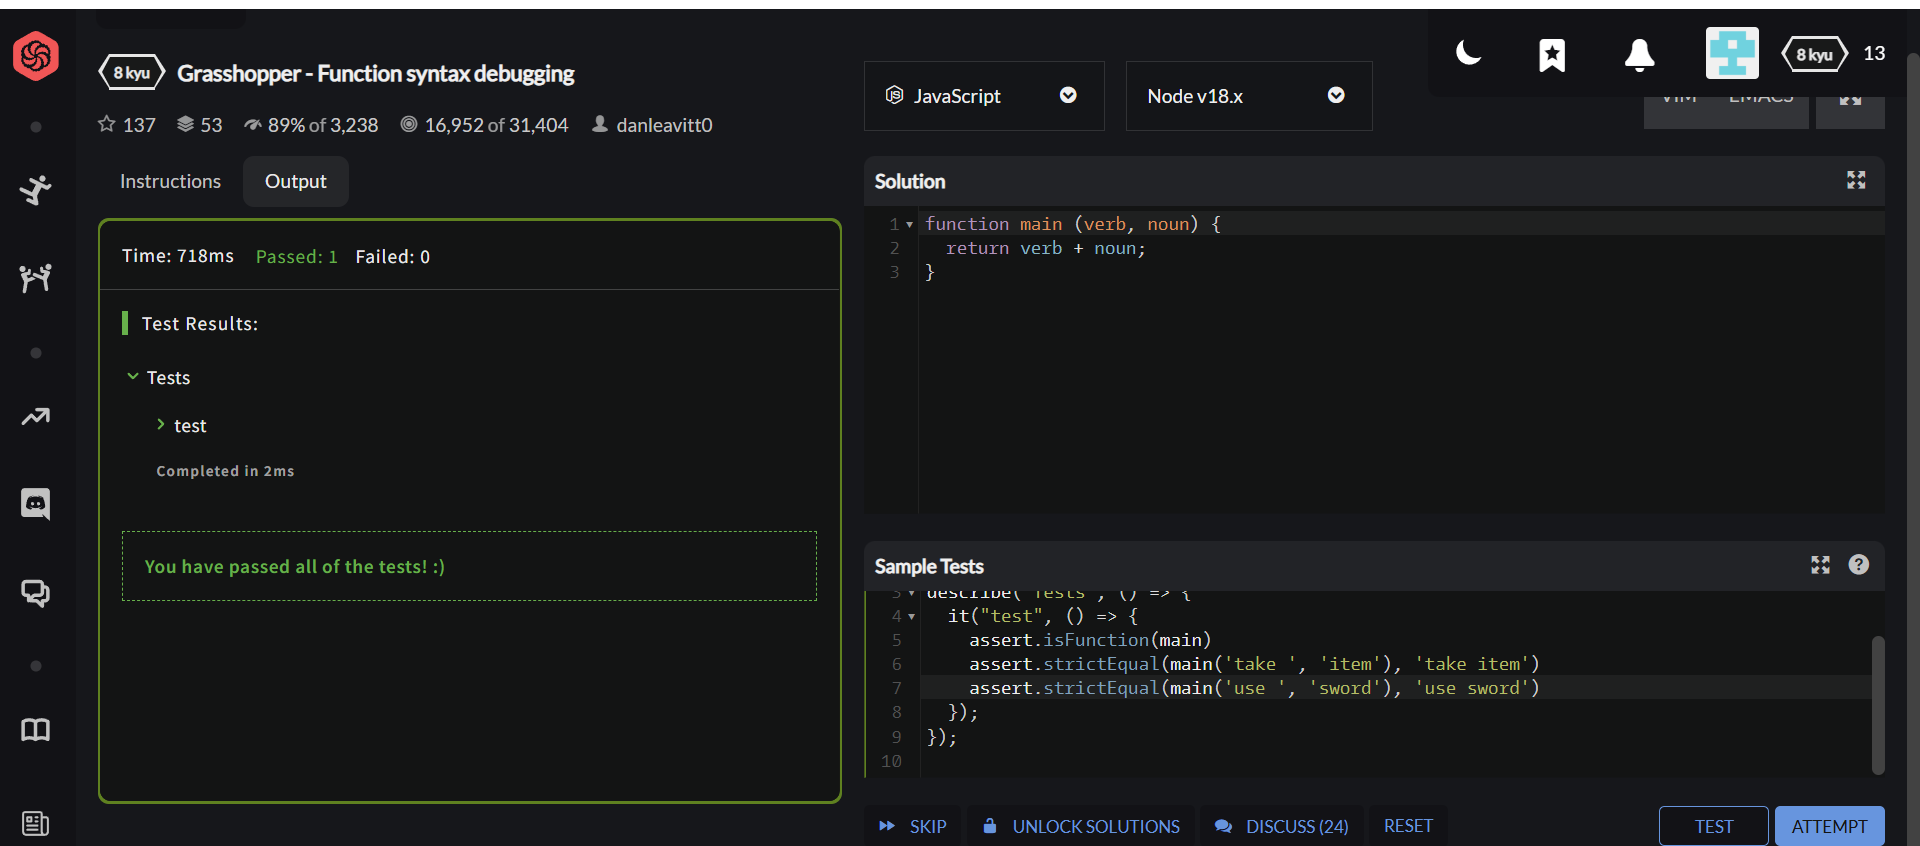 8 kyu Grasshopper - Function syntax debugging
137 53 89% of 3,238 16,952 of 31,404 danleavitt0
Instructions Output
Time: 718ms Passed: 1 Failed: 0
Test Results:
Tests
test
Completed in 2ms
You have passed all of the tests! :)
JavaScript Node v18.x
8 kyu 13
VIM EMACS
Solution
1 function main (verb, noun) {
2 return verb + noun;
3 }
Sample Tests
3 describe("Tests", () => {
4 it("test", () => {
5 assert.isFunction(main)
6 assert.strictEqual(main('take ', 'item'), 'take item')
7 assert.strictEqual(main('use ', 'sword'), 'use sword')
8 });
9 });
10
SKIP UNLOCK SOLUTIONS DISCUSS (24) RESET TEST ATTEMPT